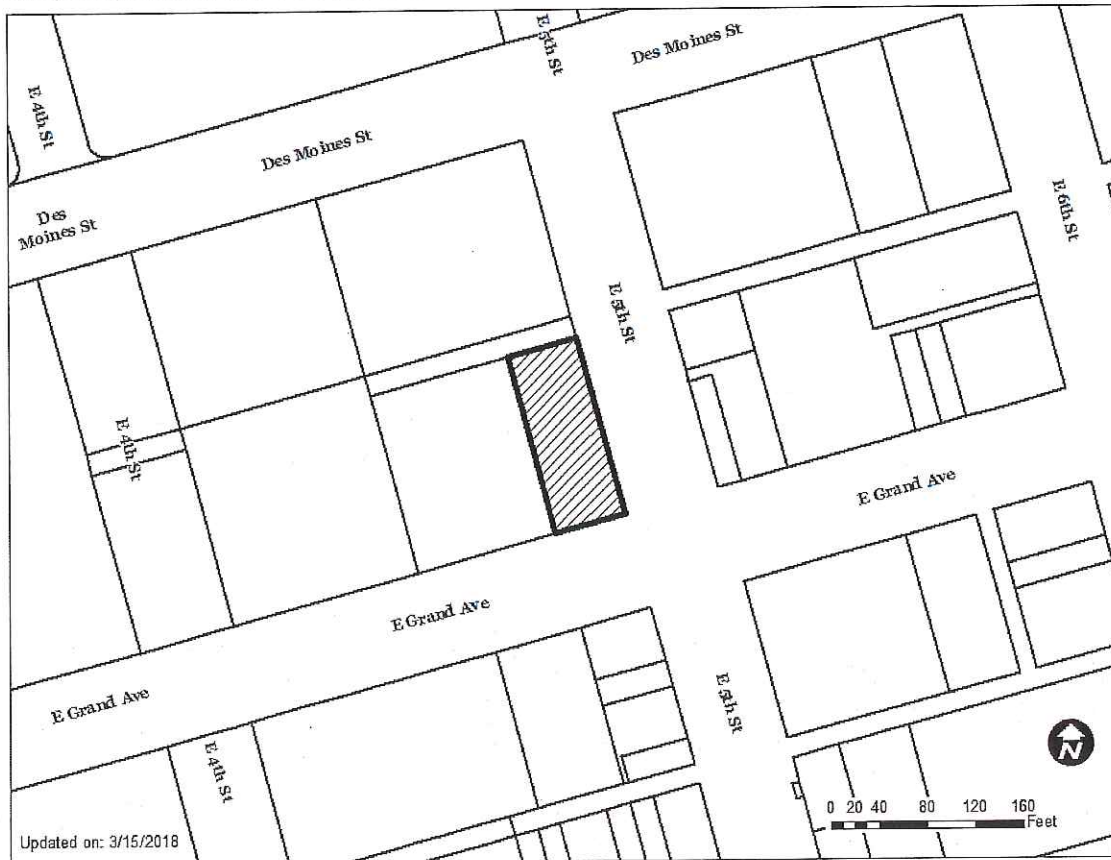 E 5th St
Des Moines St
E 4th St
Des Moines St
Des
Moines St
E 6th St
E 5th St
E 4th St
E Grand Ave
E Grand Ave
E Grand Ave
E 5th St
E 4th St
N
0 20 40 80 120 160
Feet
Updated on: 3/15/2018